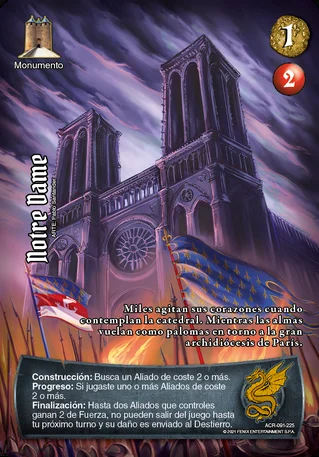 Monumento
1
2
Notre Dame
Miles agitan sus corazones cuando
contemplan la catedral. Mientras las almas
vuelan como palomas en torno a la gran
archidiócesis de París.
Construcción: Busca un Aliado de coste 2 o más.
Progreso: Si jugaste uno o más Aliados de coste
2 o más.
Finalización: Hasta dos Aliados que controles
ganan 2 de Fuerza, no pueden salir del juego hasta
tu próximo turno y su daño es enviado al Destierro.
ACR-091-225
© 2021 FENIX ENTERTAINMENT S.P.A.